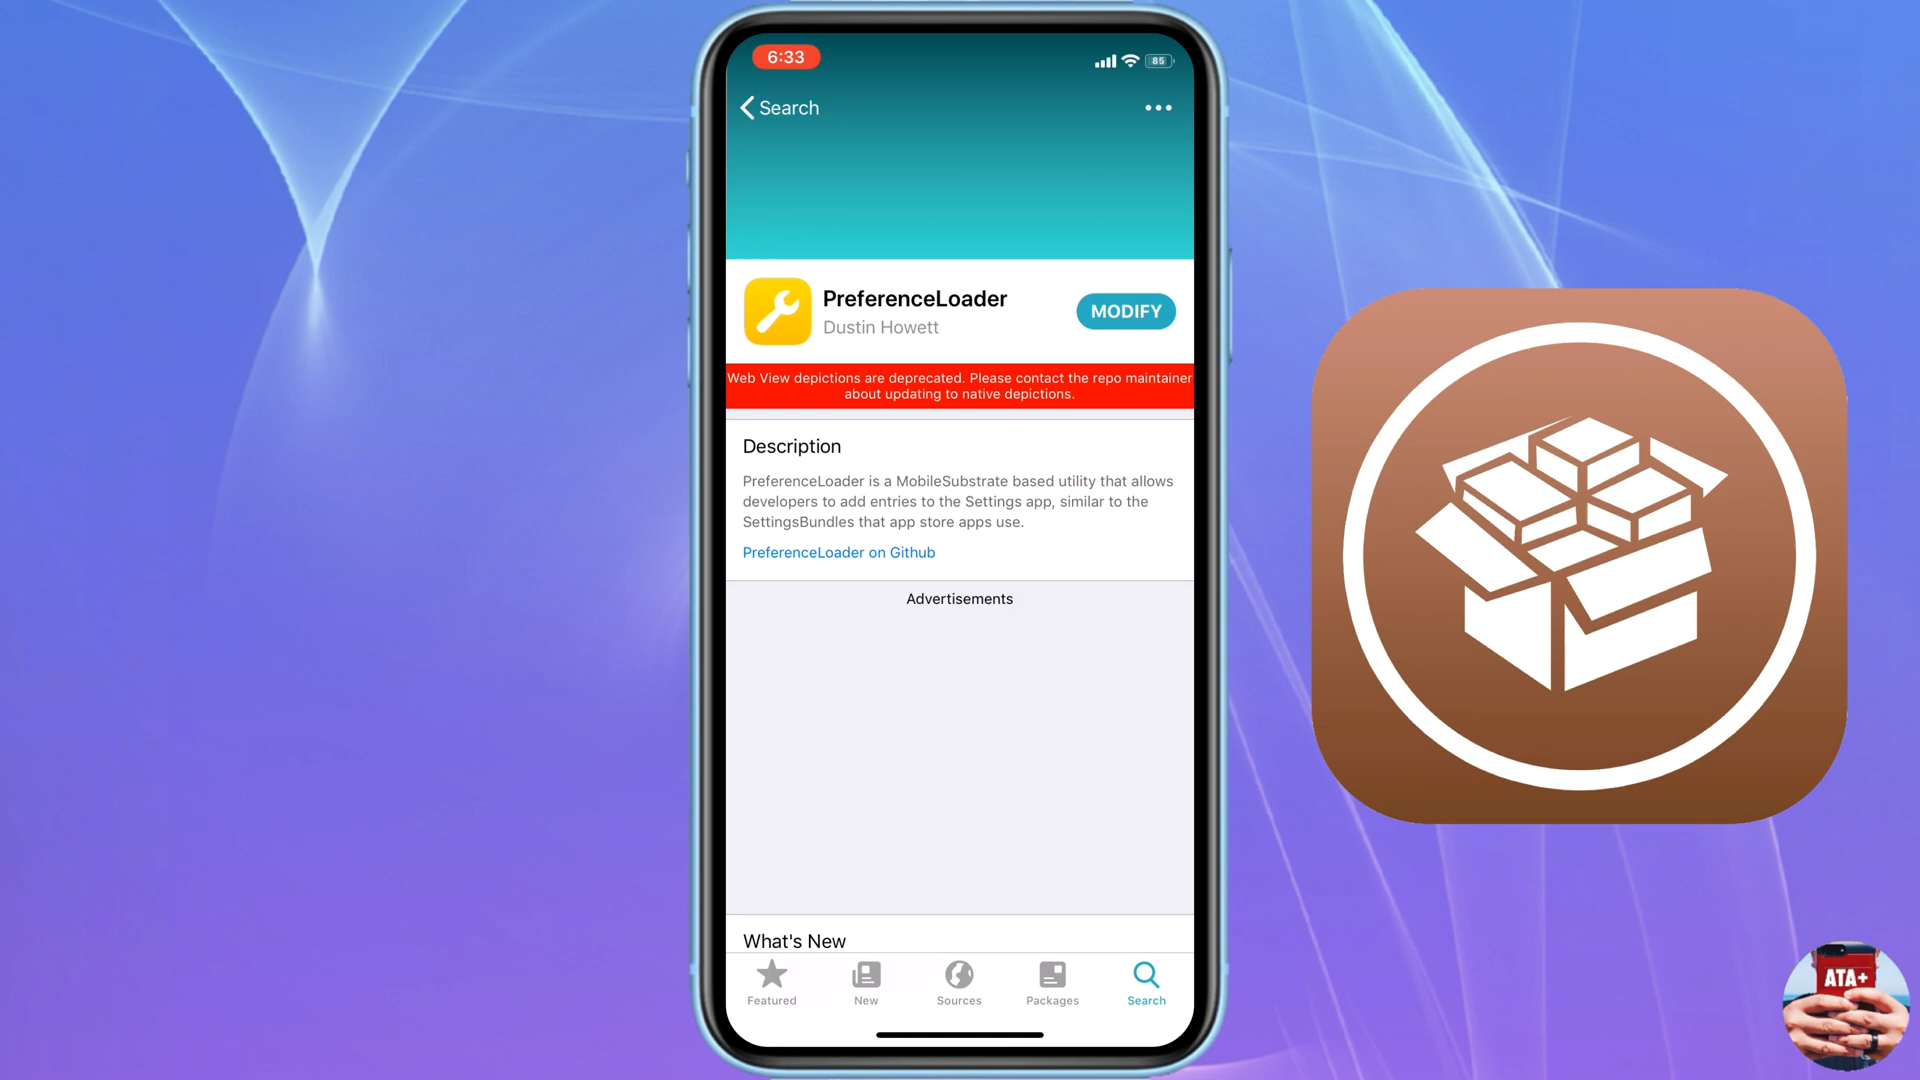 6:33
85
Search
PreferenceLoader
Dustin Howett
MODIFY
Web View depictions are deprecated. Please contact the repo maintainer
about updating to native depictions.
Description
PreferenceLoader is a MobileSubstrate based utility that allows
developers to add entries to the Settings app, similar to the
SettingsBundles that app store apps use.
PreferenceLoader on Github
Advertisements
What's New
Featured
New
Sources
Packages
Search
ATA+